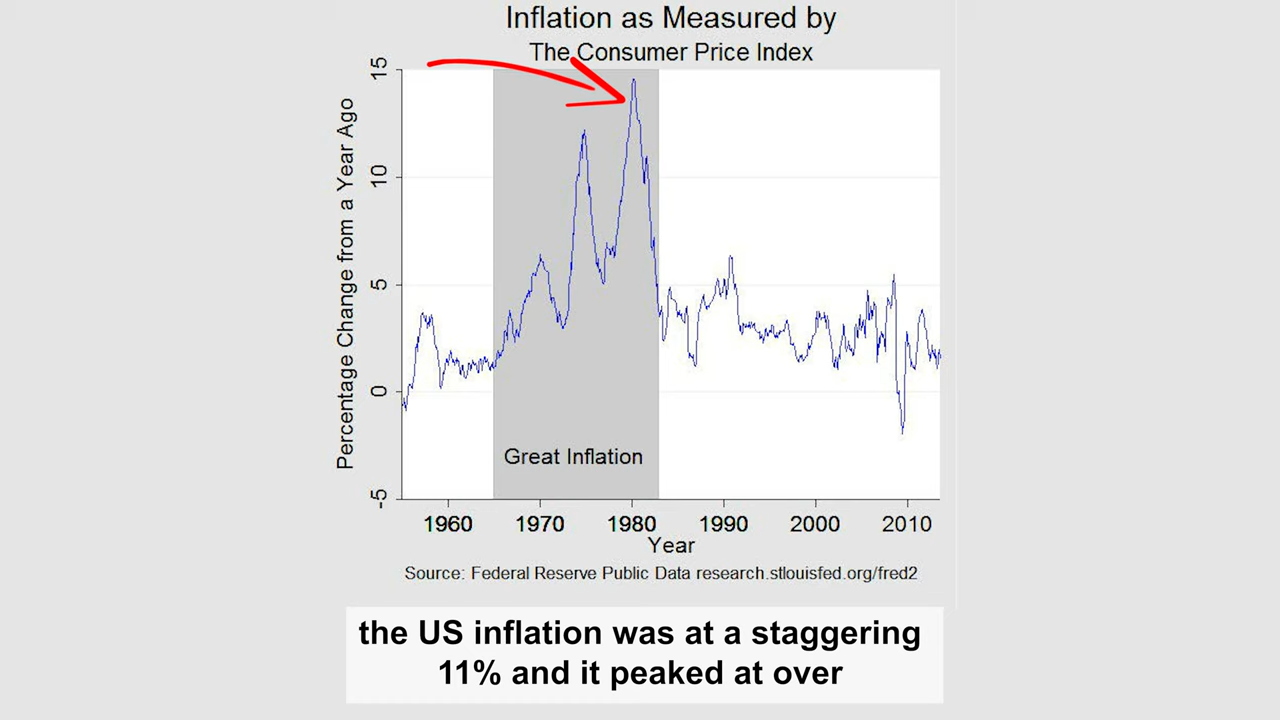 Inflation as Measured by
The Consumer Price Index
Percentage Change from a Year Ago
15
10
5
0
-5
Great Inflation
1960 1970 1980 1990 2000 2010
Year
Source: Federal Reserve Public Data research.stlouisfed.org/fred2
the US inflation was at a staggering
11% and it peaked at over